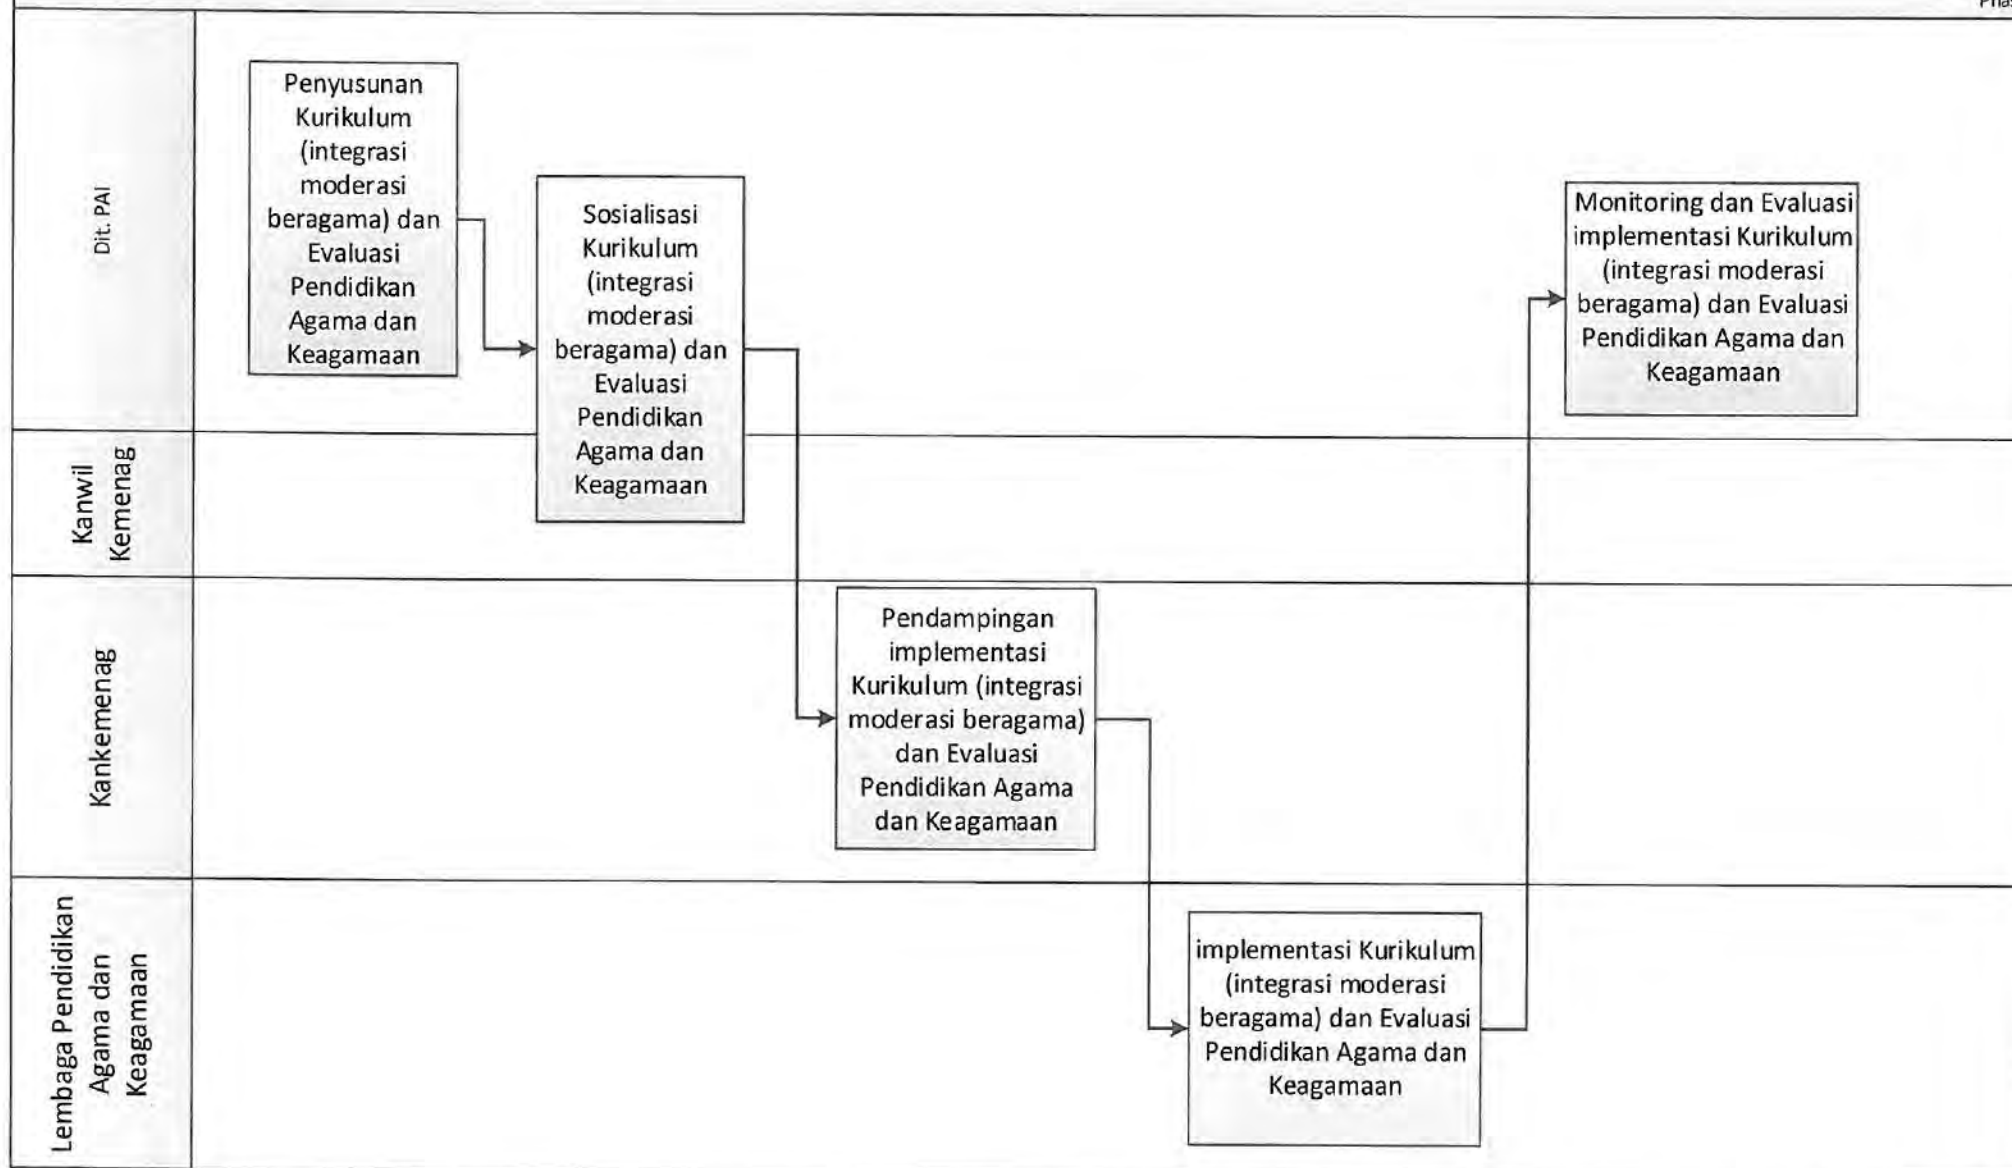 Dit. PAI
Penyusunan
Kurikulum
(integrasi
moderasi
beragama) dan
Evaluasi
Pendidikan
Agama dan
Keagamaan
Sosialisasi
Kurikulum
(integrasi
moderasi
beragama) dan
Evaluasi
Pendidikan
Agama dan
Keagamaan
Monitoring dan Evaluasi
implementasi Kurikulum
(integrasi moderasi
beragama) dan Evaluasi
Pendidikan Agama dan
Keagamaan
Kanwil
Kemenag
Kankemenag
Pendampingan
implementasi
Kurikulum (integrasi
moderasi beragama)
dan Evaluasi
Pendidikan Agama
dan Keagamaan
Lembaga Pendidikan
Agama dan
Keagamaan
implementasi Kurikulum
(integrasi moderasi
beragama) dan Evaluasi
Pendidikan Agama dan
Keagamaan